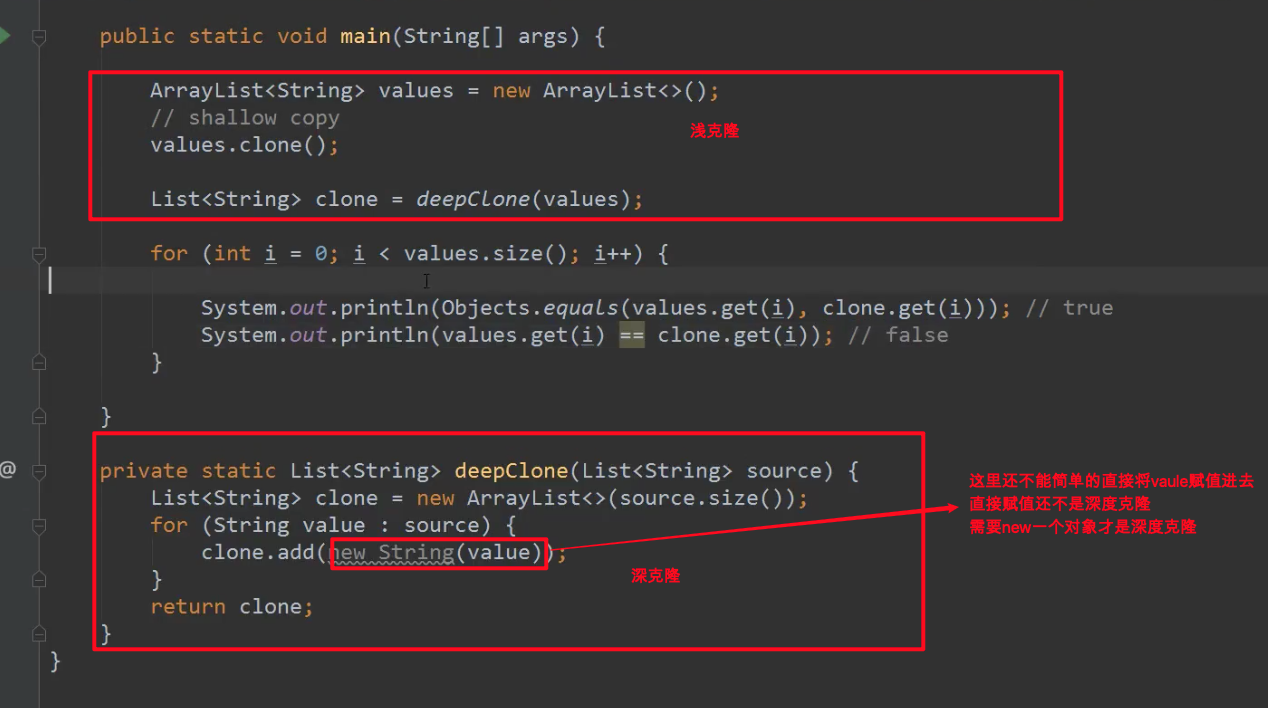 public static void main(String[] args) {
ArrayList<String> values = new ArrayList<>();
// shallow copy
浅克隆
values.clone();
List<String> clone = deepClone(values);
for (int i = 0; i < values.size(); i++) {
System.out.println(Objects.equals(values.get(i), clone.get(i))); // true
System.out.println(values.get(i) == clone.get(i)); // false
}
}
@ private static List<String> deepClone(List<String> source) {
List<String> clone = new ArrayList<>(source.size());
for (String value : source) {
clone.add(new String(value));
}
return clone;
}
}
深克隆
这里还不能简单的直接将vaule赋值进去
直接赋值还不是深度克隆
需要new一个对象才是深度克隆